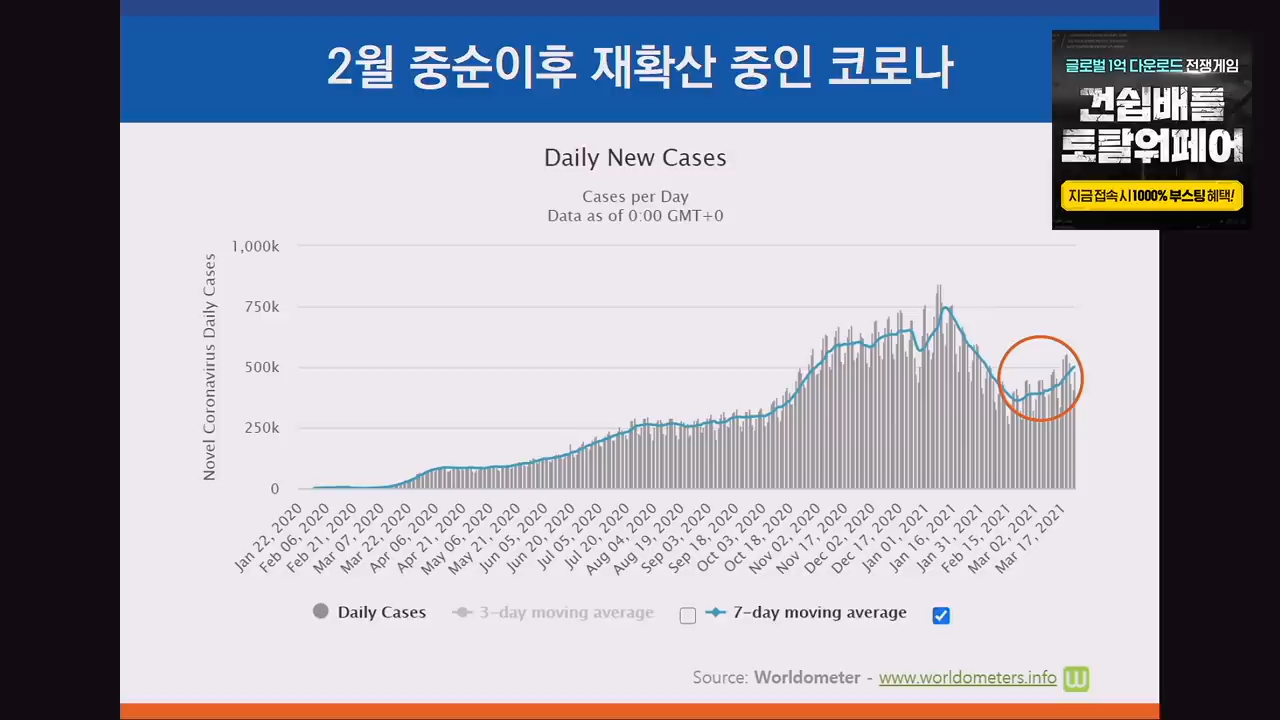 2월 중순이후 재확산 중인 코로나
글로벌 1억 다운로드 전쟁게임
건쉽배틀
토탈워페어
지금 접속 시 1000% 부스팅 혜택!
Daily New Cases
Cases per Day
Data as of 0:00 GMT+0
Novel Coronavirus Daily Cases
1,000k
750k
500k
250k
0
Jan 22, 2020
Feb 06, 2020
Feb 21, 2020
Mar 07, 2020
Mar 22, 2020
Apr 06, 2020
Apr 21, 2020
May 06, 2020
May 21, 2020
Jun 05, 2020
Jun 20, 2020
Jul 05, 2020
Jul 20, 2020
Aug 04, 2020
Aug 19, 2020
Sep 03, 2020
Sep 18, 2020
Oct 03, 2020
Oct 18, 2020
Nov 02, 2020
Nov 17, 2020
Dec 02, 2020
Dec 17, 2020
Jan 01, 2021
Jan 16, 2021
Jan 31, 2021
Feb 15, 2021
Mar 02, 2021
Mar 17, 2021
Daily Cases
3-day moving average
7-day moving average
Source: Worldometer - www.worldometers.info
W